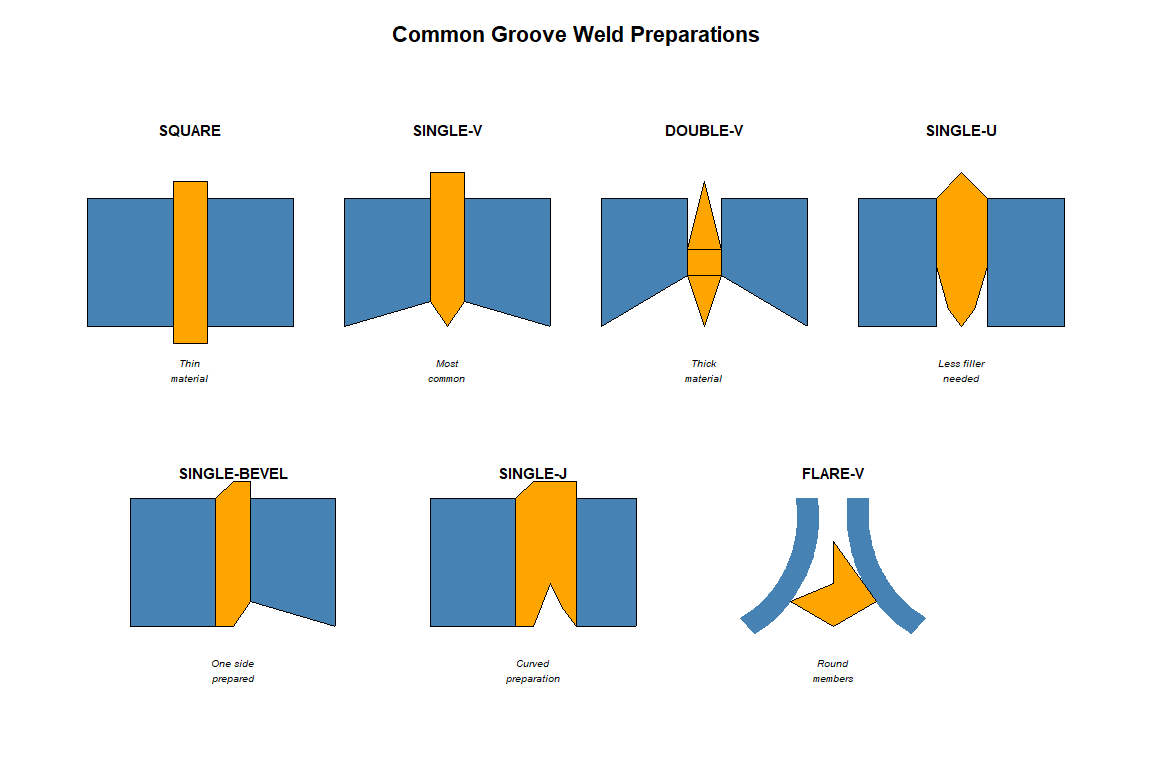 Common Groove Weld Preparations
SQUARE
SINGLE-V
DOUBLE-V
SINGLE-U
Thin
material
Most
common
Thick
material
Less filler
needed
SINGLE-BEVEL
SINGLE-J
FLARE-V
One side
prepared
Curved
preparation
Round
members